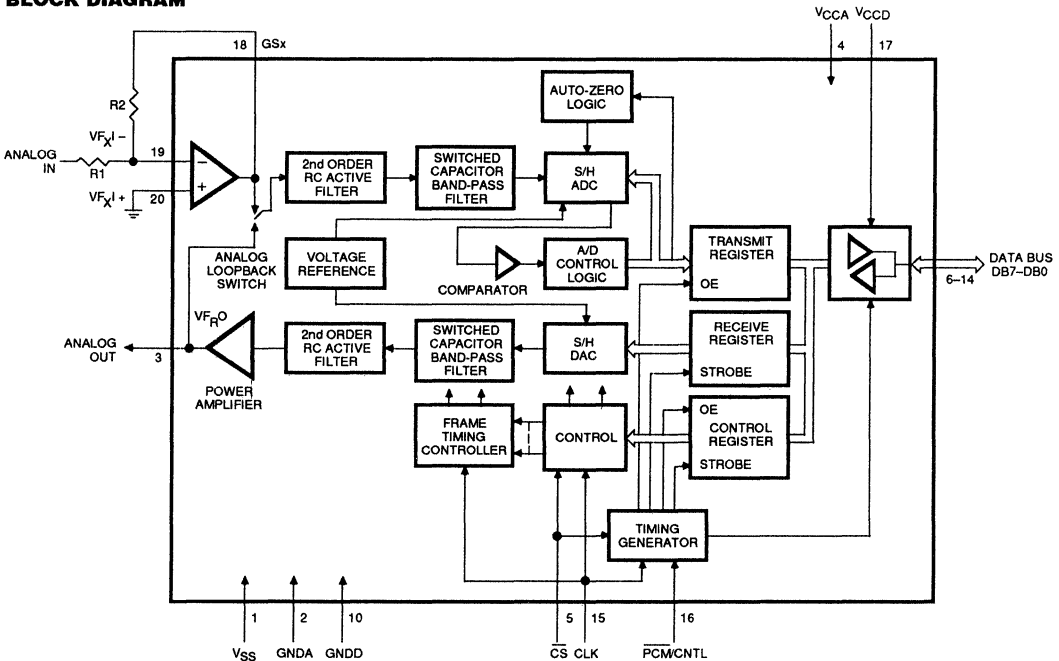 BLOCK DIAGRAM
VCCA VCCD
18 GSX
4 17
R2
AUTO-ZERO
LOGIC
VFXI –
ANALOG
IN
R1
19
–
+
VFXI +
20
2nd ORDER
RC ACTIVE
FILTER
SWITCHED
CAPACITOR
BAND-PASS
FILTER
S/H
ADC
ANALOG
LOOPBACK
SWITCH
VOLTAGE
REFERENCE
COMPARATOR
A/D
CONTROL
LOGIC
TRANSMIT
REGISTER
OE
DATA BUS
DB7–DB0
6–14
VFRO
ANALOG
OUT
3
POWER
AMPLIFIER
2nd ORDER
RC ACTIVE
FILTER
SWITCHED
CAPACITOR
BAND-PASS
FILTER
S/H
DAC
RECEIVE
REGISTER
STROBE
FRAME
TIMING
CONTROLLER
CONTROL
OE
CONTROL
REGISTER
STROBE
TIMING
GENERATOR
1 2 10 5 15 16
VSS GNDA GNDD CS CLK PCM/CNTL